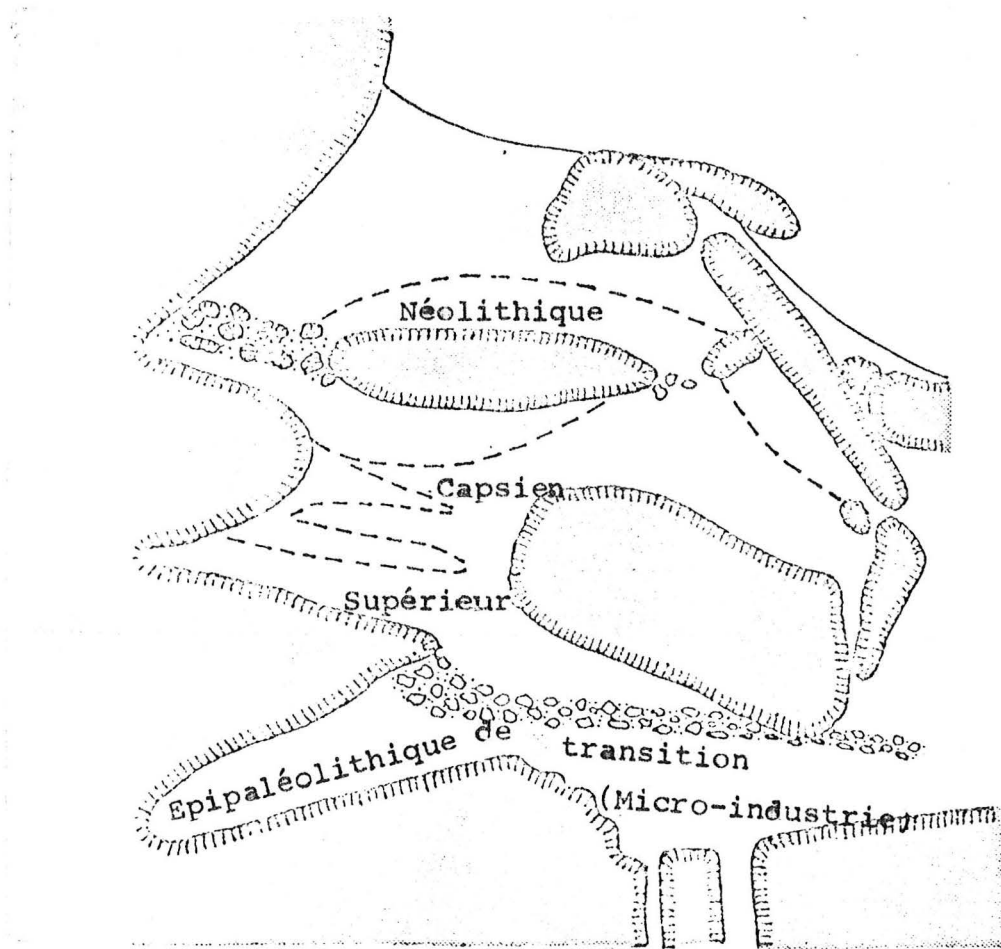 Néolithique
Capsien
Supérieur
Epipaléolithique de
transition
(Micro-industrie)